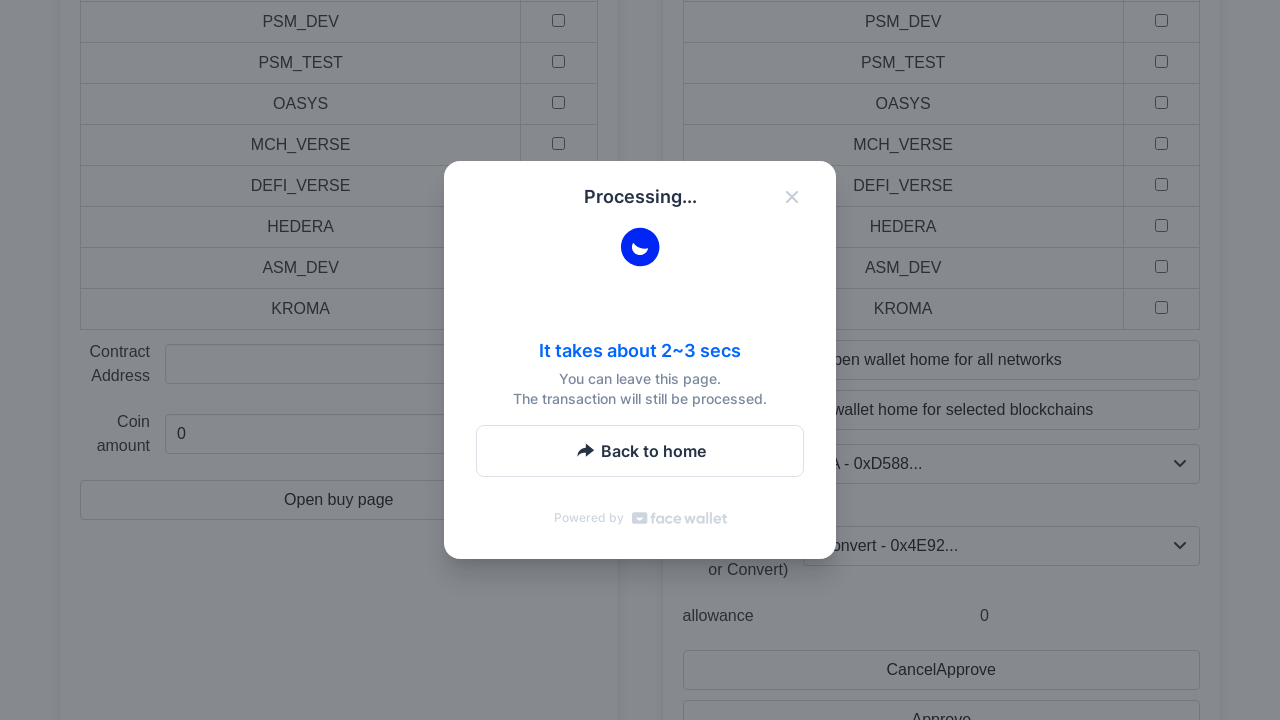 PSM_DEV
PSM_TEST
OASYS
MCH_VERSE
DEFI_VERSE
HEDERA
ASM_DEV
KROMA
Contract
Address
Coin
amount
0
Open buy page
PSM_DEV
PSM_TEST
OASYS
MCH_VERSE
DEFI_VERSE
HEDERA
ASM_DEV
KROMA
pen wallet home for all networks
wallet home for selected blockchains
A - 0xD588...
onvert - 0x4E92...
or Convert)
allowance
0
CancelApprove
Approve
Processing...
It takes about 2~3 secs
You can leave this page.
The transaction will still be processed.
Back to home
Powered by face wallet